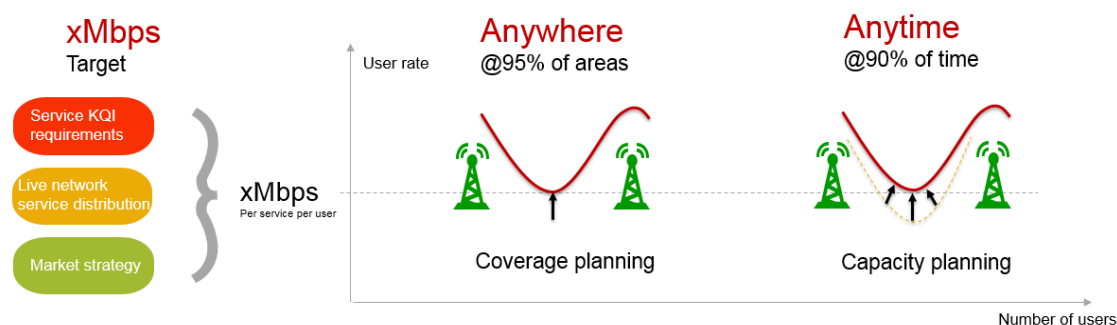 xMbps
Target
Service KQI
requirements
Live network
service distribution
Market strategy
xMbps
Per service per user
User rate
Anywhere
@95% of areas
Coverage planning
Anytime
@90% of time
Capacity planning
Number of users